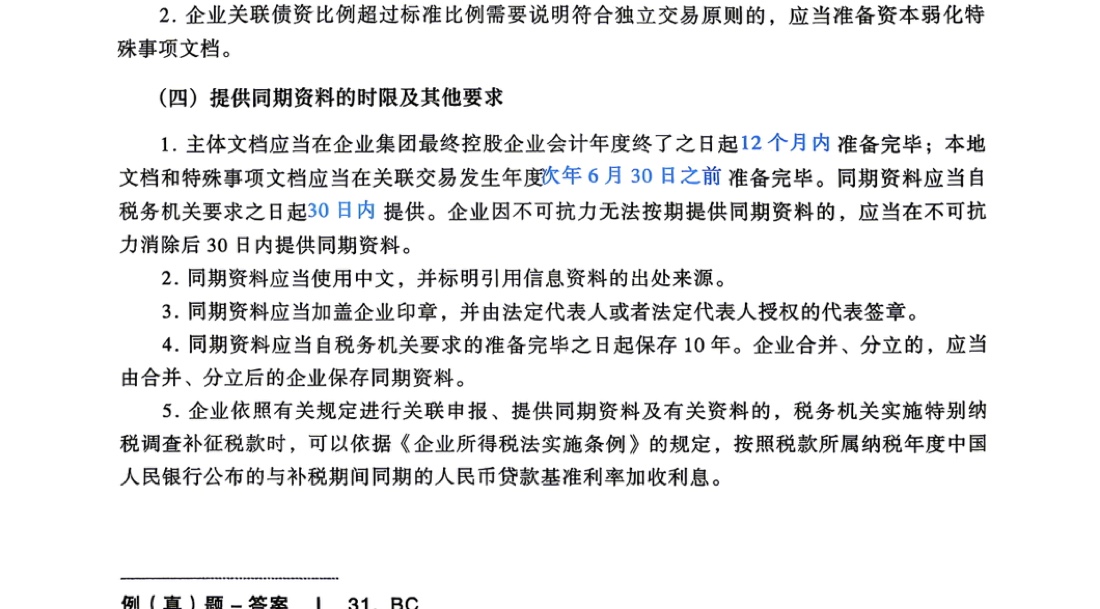 2. 企业关联债资比例超过标准比例需要说明符合独立交易原则的，应当准备资本弱化特
殊事项文档。
（四）提供同期资料的时限及其他要求
1. 主体文档应当在企业集团最终控股企业会计年度终了之日起12 个月内 准备完毕；本地
文档和特殊事项文档应当在关联交易发生年度次年 6 月 30 日之前 准备完毕。同期资料应当自
税务机关要求之日起30 日内 提供。企业因不可抗力无法按期提供同期资料的，应当在不可抗
力消除后 30 日内提供同期资料。
2. 同期资料应当使用中文，并标明引用信息资料的出处来源。
3. 同期资料应当加盖企业印章，并由法定代表人或者法定代表人授权的代表签章。
4. 同期资料应当自税务机关要求的准备完毕之日起保存 10 年。企业合并、分立的，应当
由合并、分立后的企业保存同期资料。
5. 企业依照有关规定进行关联申报、提供同期资料及有关资料的，税务机关实施特别纳
税调查补征税款时，可以依据《企业所得税法实施条例》的规定，按照税款所属纳税年度中国
人民银行公布的与补税期间同期的人民币贷款基准利率加收利息。
例（真）题－答案 | 31. BC